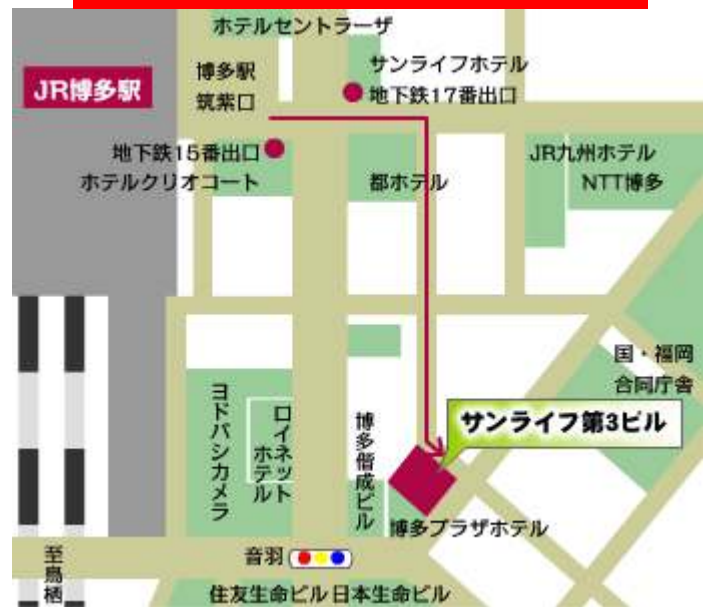 ホテルセントラーザ
JR博多駅
博多駅
筑紫口
サンライフホテル
地下鉄17番出口
地下鉄15番出口
ホテルクリオコート
都ホテル
JR九州ホテル
NTT博多
国・福岡
合同庁舎
ヨドバシカメラ
ロイネット
ホテル
博多偕成ビル
サンライフ第3ビル
博多プラザホテル
音羽
至鳥栖
住友生命ビル
日本生命ビル